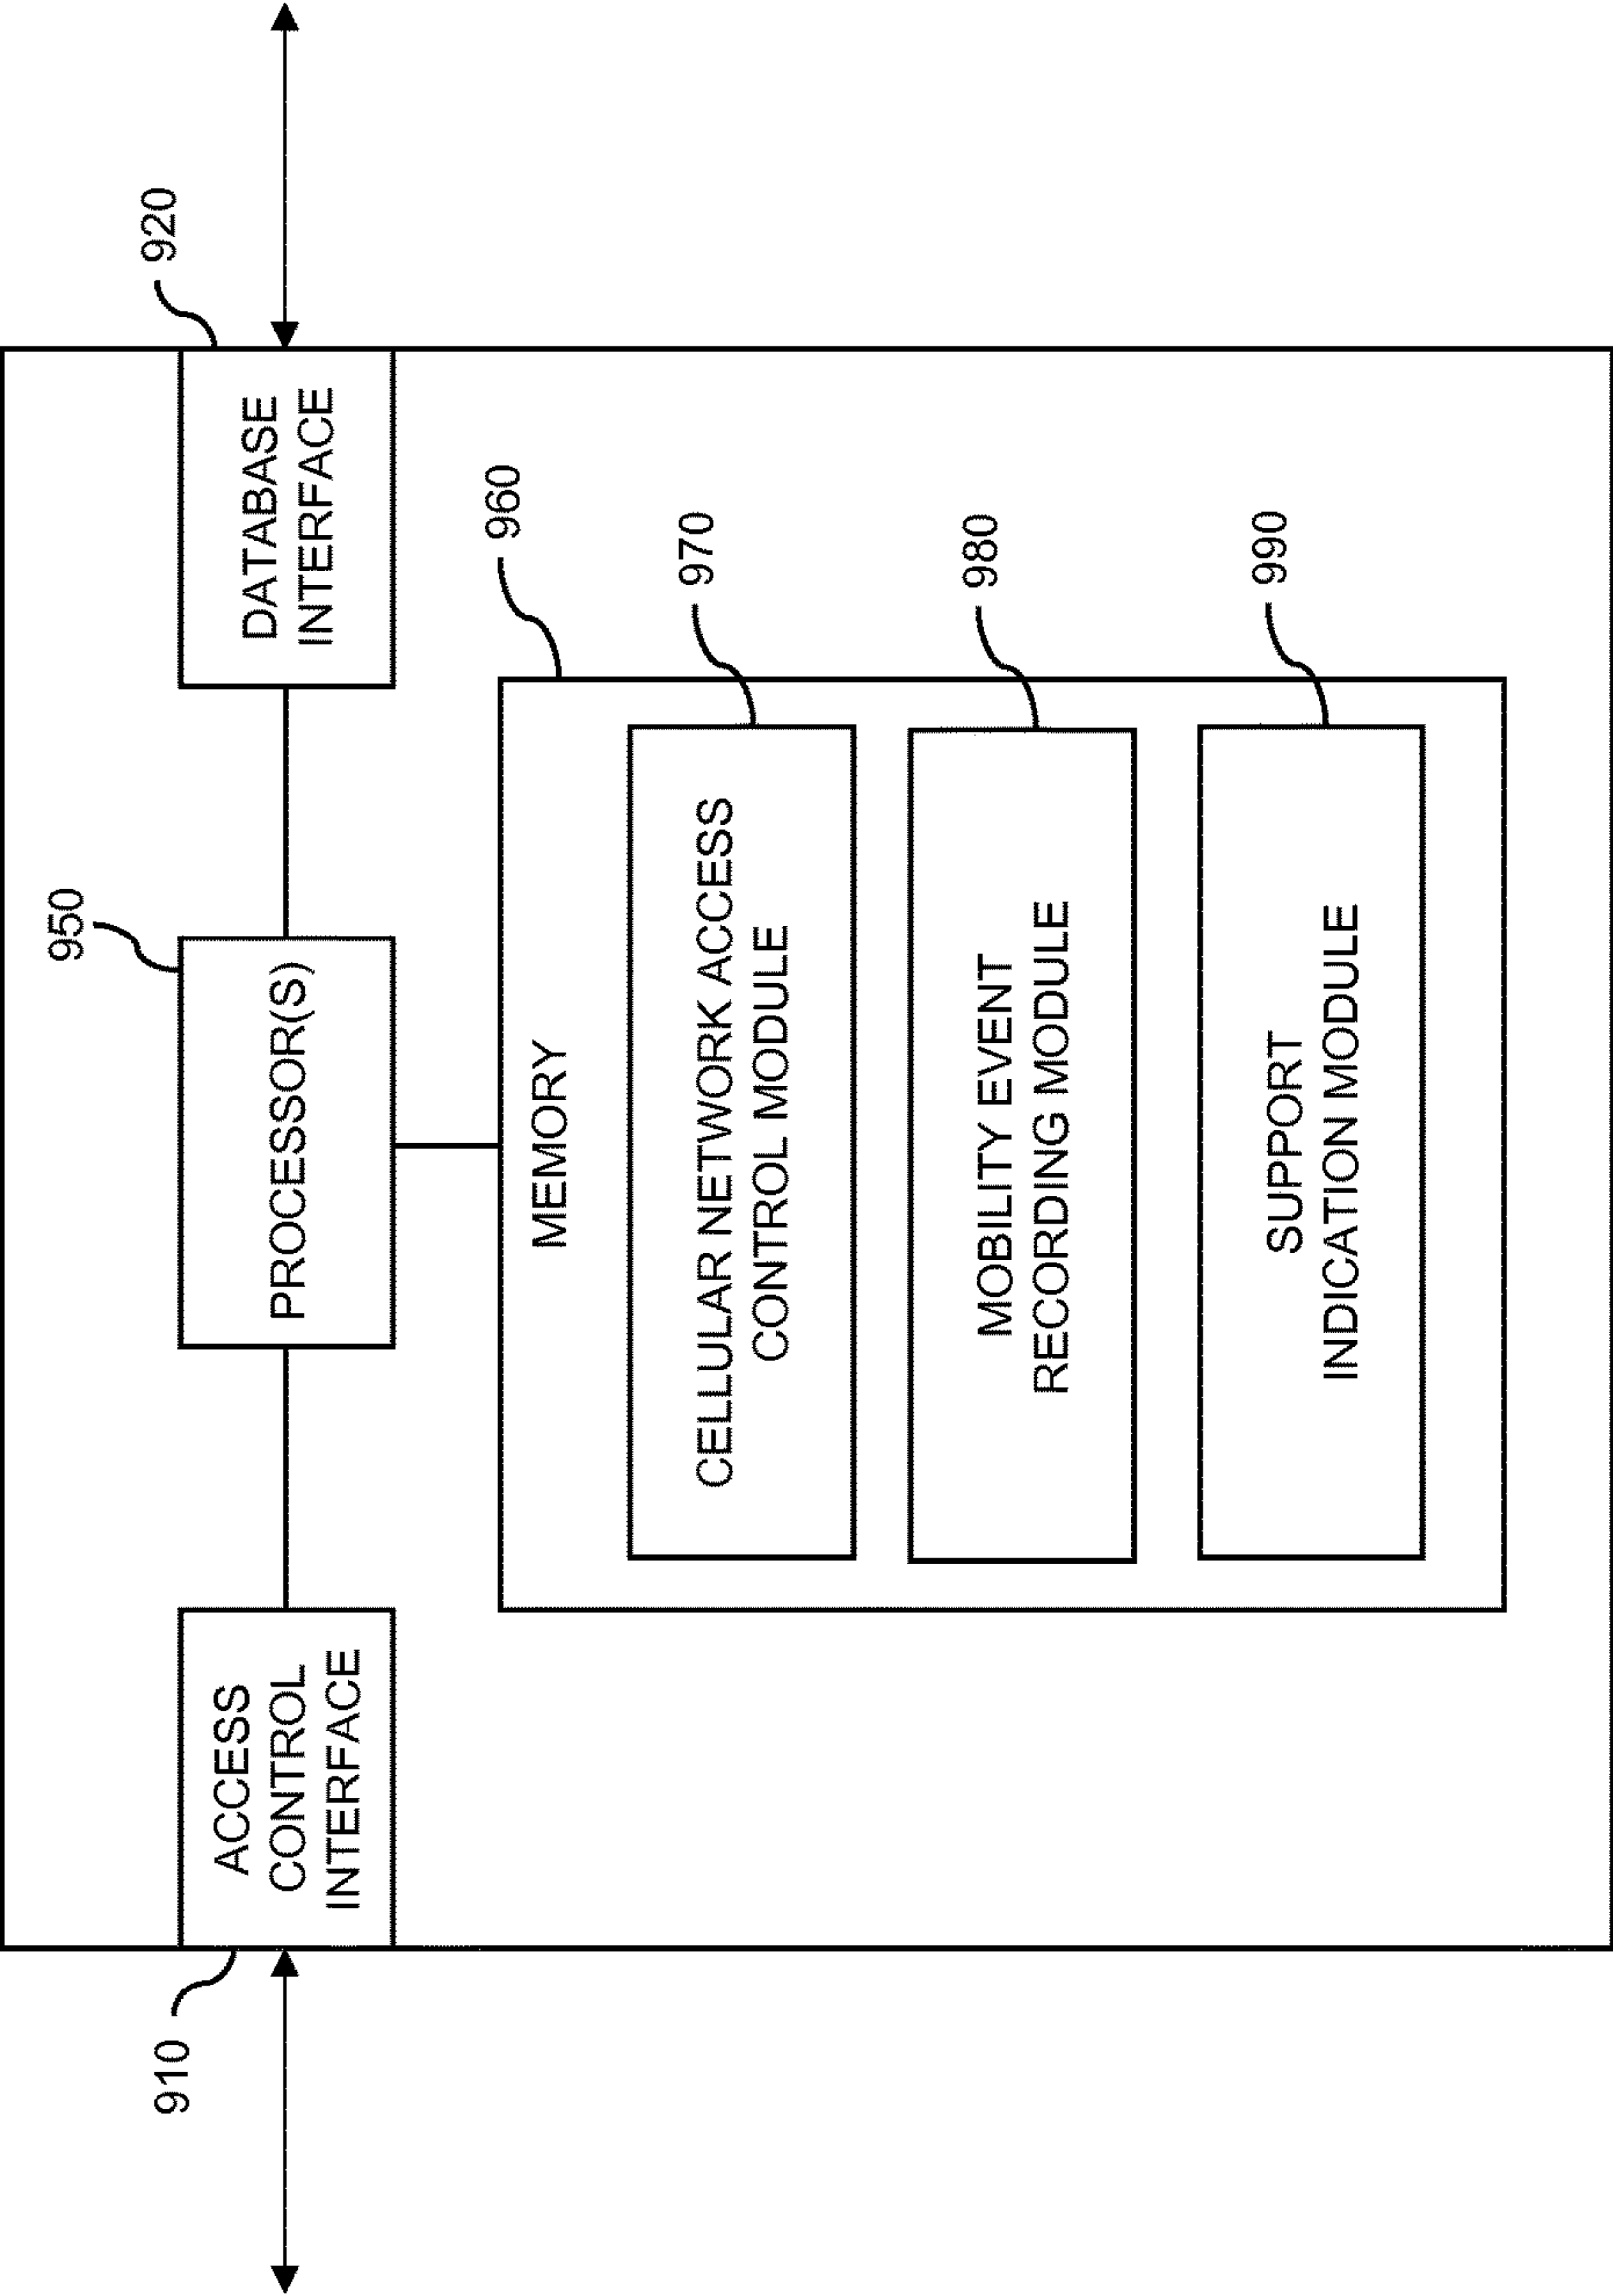 950
920
ACCESS
CONTROL
INTERFACE
PROCESSOR(S)
DATABASE
INTERFACE
910
960
MEMORY
970
CELLULAR NETWORK ACCESS
CONTROL MODULE
980
MOBILITY EVENT
RECORDING MODULE
990
SUPPORT
INDICATION MODULE